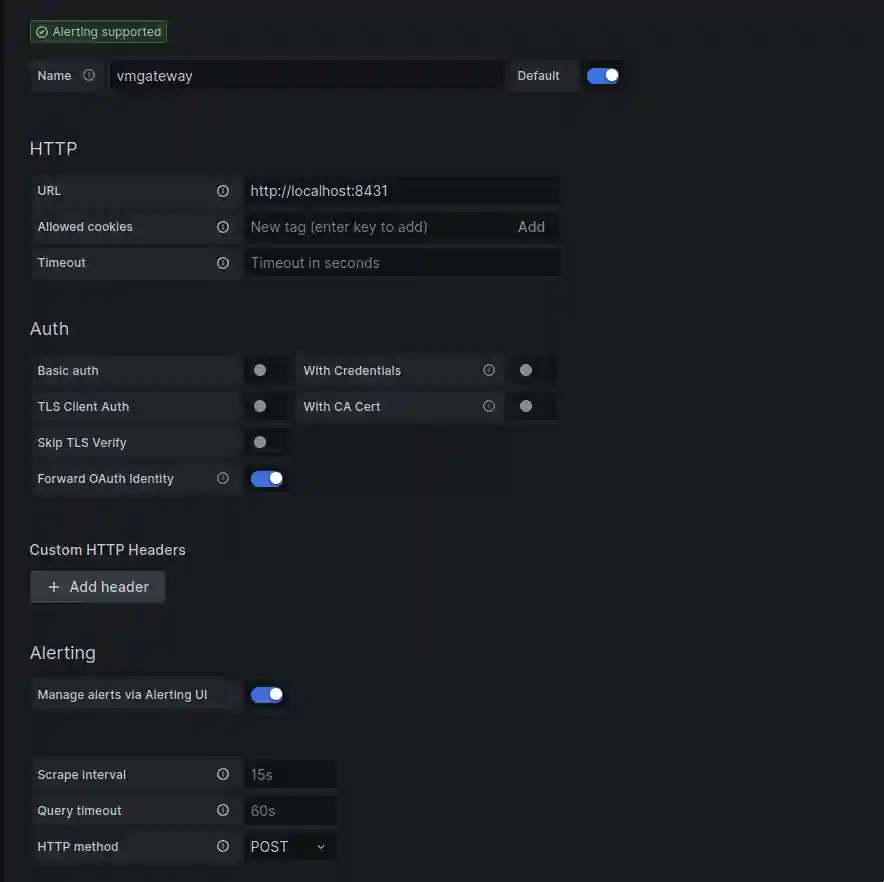 Alerting supported
Name vmgateway Default
HTTP
URL http://localhost:8431
Allowed cookies New tag (enter key to add) Add
Timeout Timeout in seconds
Auth
Basic auth With Credentials
TLS Client Auth With CA Cert
Skip TLS Verify
Forward OAuth Identity
Custom HTTP Headers
+ Add header
Alerting
Manage alerts via Alerting UI
Scrape interval 15s
Query timeout 60s
HTTP method POST